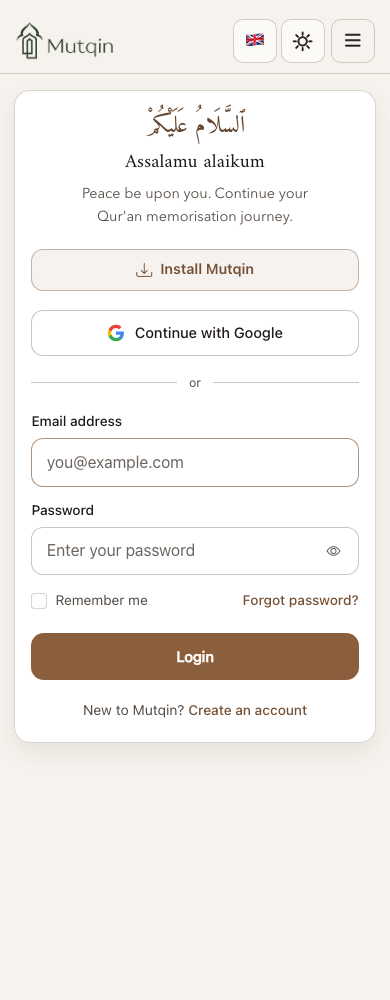 Mutqin
ٱلسَّلَامُ عَلَيْكُمْ
Assalamu alaikum
Peace be upon you. Continue your
Qur'an memorisation journey.
Install Mutqin
Continue with Google
or
Email address
you@example.com
Password
Enter your password
Remember me
Forgot password?
Login
New to Mutqin? Create an account